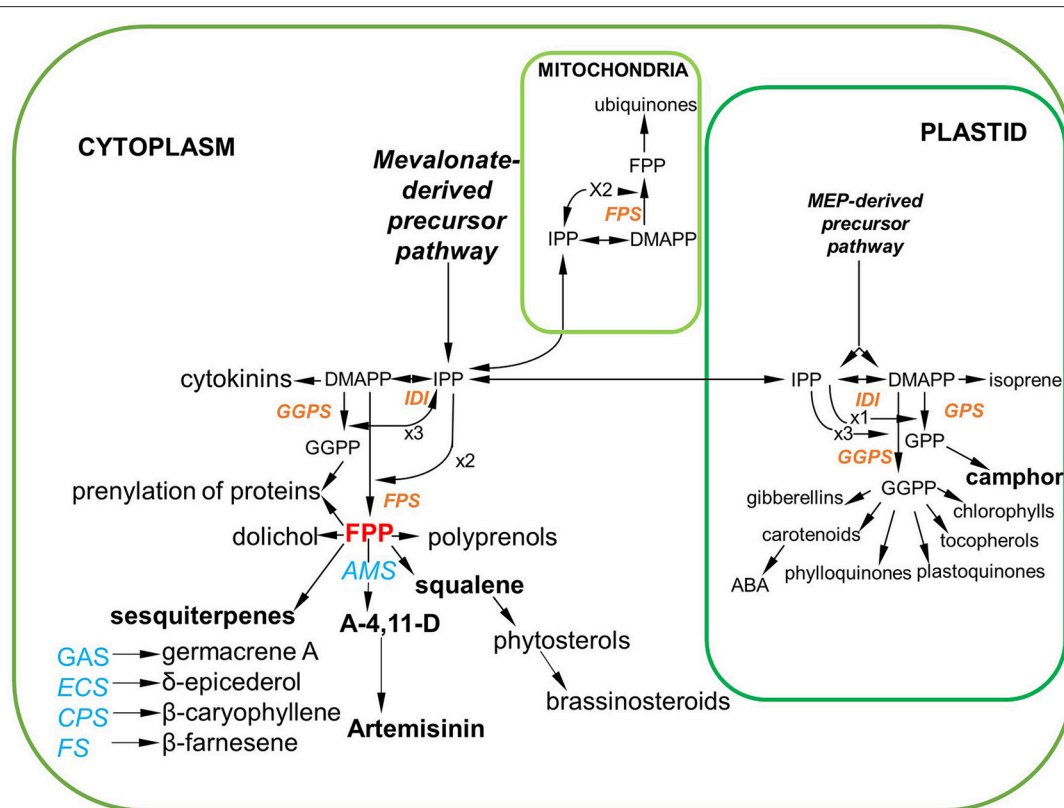 MITOCHONDRIA
ubiquinones
FPP
X2
FPS
IPP
DMAPP
CYTOPLASM
Mevalonate-
derived
precursor
pathway
PLASTID
MEP-derived
precursor
pathway
cytokinins
DMAPP
IPP
GGPS
IDI
x3
GGPP
x2
prenylation of proteins
FPS
dolichol
FPP
polyprenols
AMS
squalene
sesquiterpenes
A-4,11-D
phytosterols
GAS
germacrene A
ECS
δ-epicederol
brassinosteroids
CPS
β-caryophyllene
Artemisinin
FS
β-farnesene
IPP
DMAPP
isoprene
IDI
x1
GPS
x3
GPP
GGPS
camphor
GGPP
gibberellins
chlorophylls
carotenoids
tocopherols
ABA
phylloquinones
plastoquinones